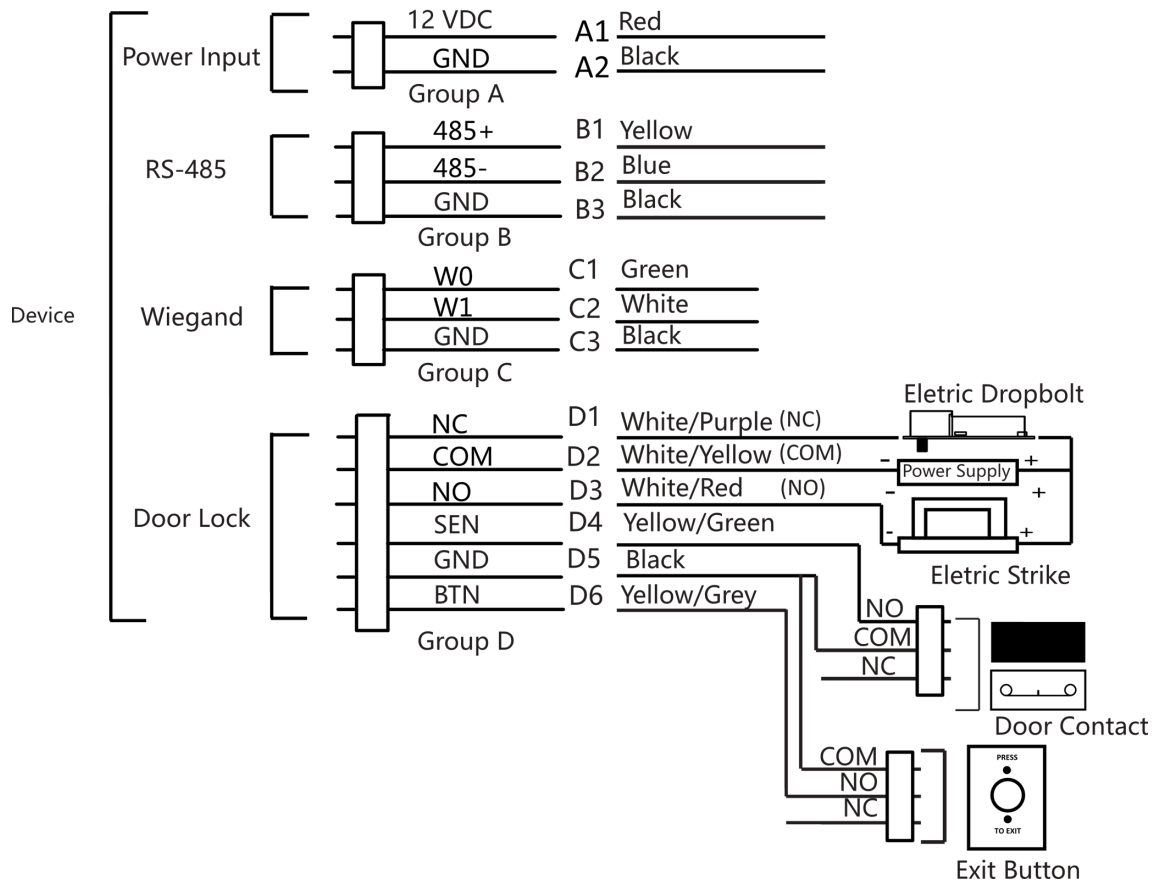 Device
Power Input
12 VDC A1 Red
GND A2 Black
Group A
RS-485
485+ B1 Yellow
485- B2 Blue
GND B3 Black
Group B
Wiegand
W0 C1 Green
W1 C2 White
GND C3 Black
Group C
Door Lock
NC D1 White/Purple (NC)
COM D2 White/Yellow (COM)
NO D3 White/Red (NO)
SEN D4 Yellow/Green
GND D5 Black
BTN D6 Yellow/Grey
Group D
Eletric Dropbolt
- +
Power Supply
- +
- +
Eletric Strike
NO
COM
NC
Door Contact
COM
NO
NC
PRESS
TO EXIT
Exit Button